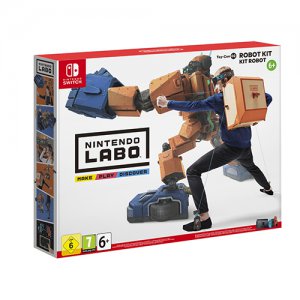 NINTENDO
SWITCH
Toy-Con 02
ROBOT KIT
KIT ROBOT
6+
NINTENDO
LABO
MAKE PLAY DISCOVER
6
7
6+